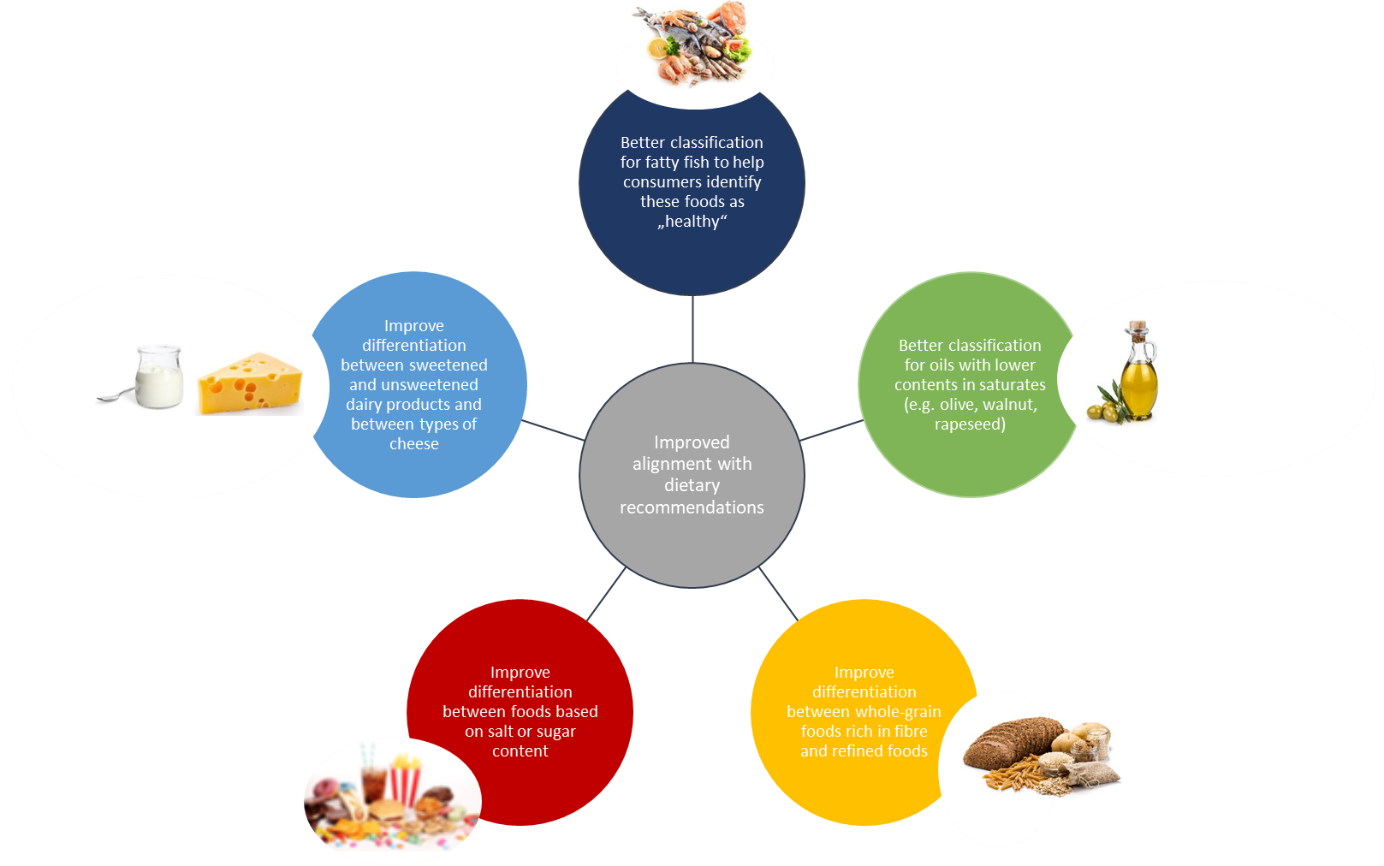 Better classification
for fatty fish to help
consumers identify
these foods as
„healthy“
Improve
differentiation
between sweetened
and unsweetened
dairy products and
between types of
cheese
Better classification
for oils with lower
contents in saturates
(e.g. olive, walnut,
rapeseed)
Improved
alignment with
dietary
recommendations
Improve
differentiation
between foods based
on salt or sugar
content
Improve
differentiation
between whole-grain
foods rich in fibre
and refined foods